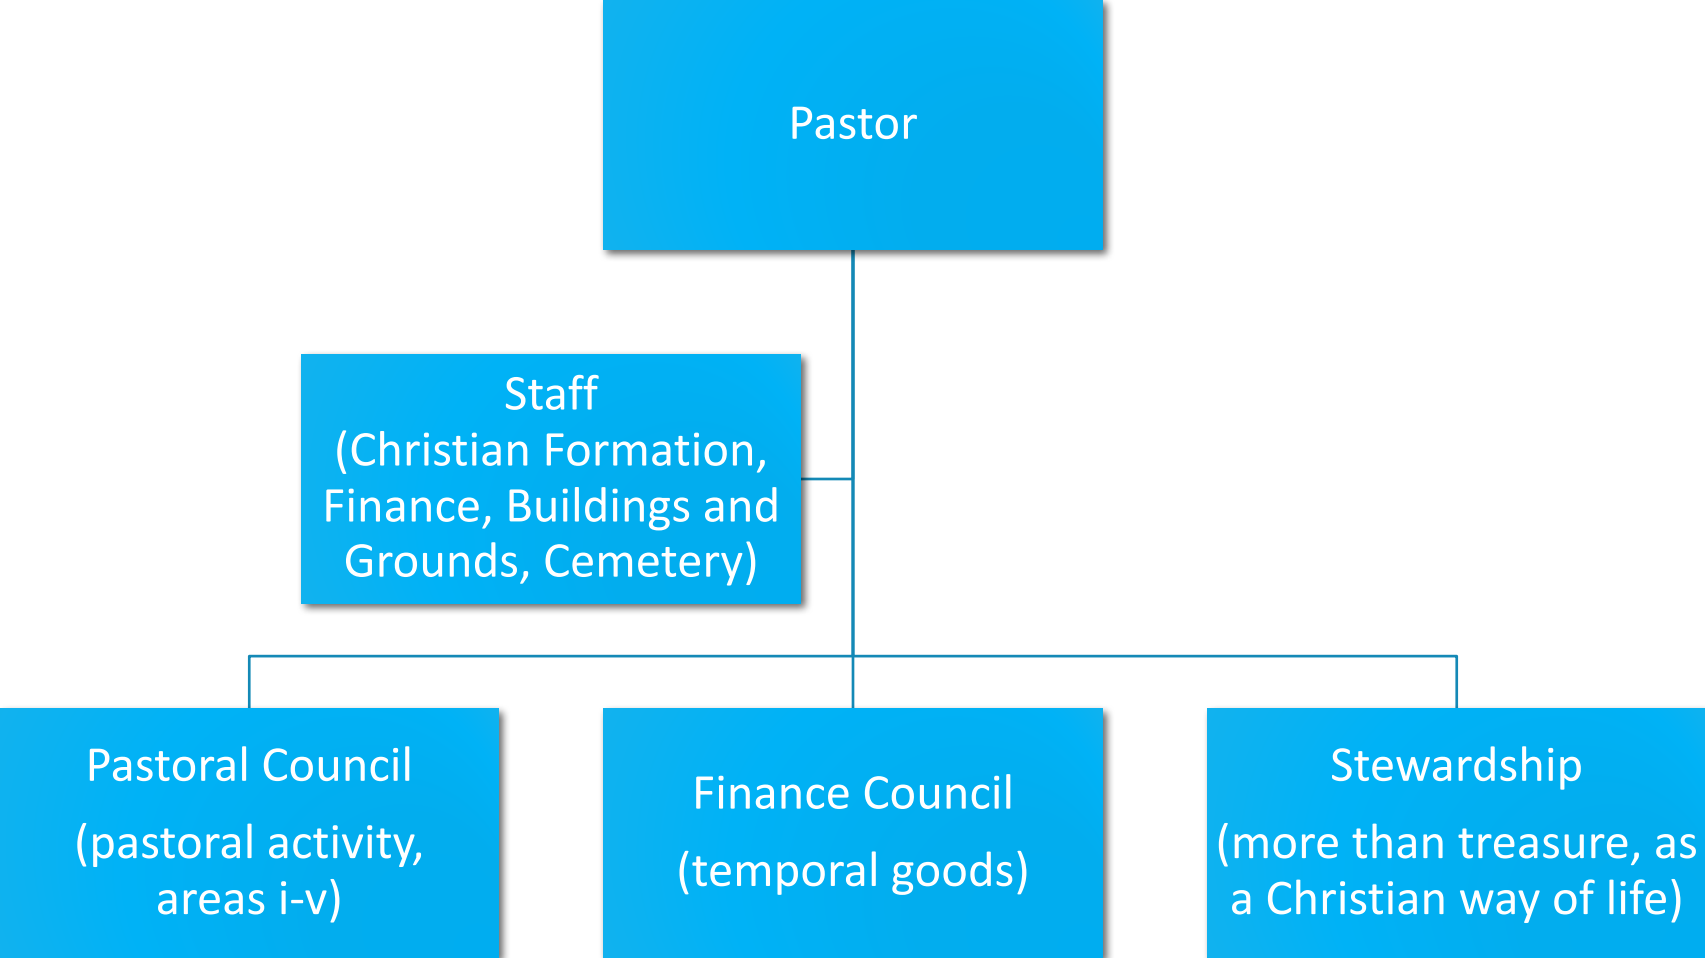 Pastor
Staff
(Christian Formation,
Finance, Buildings and
Grounds, Cemetery)
Pastoral Council
(pastoral activity,
areas i-v)
Finance Council
(temporal goods)
Stewardship
(more than treasure, as
a Christian way of life)